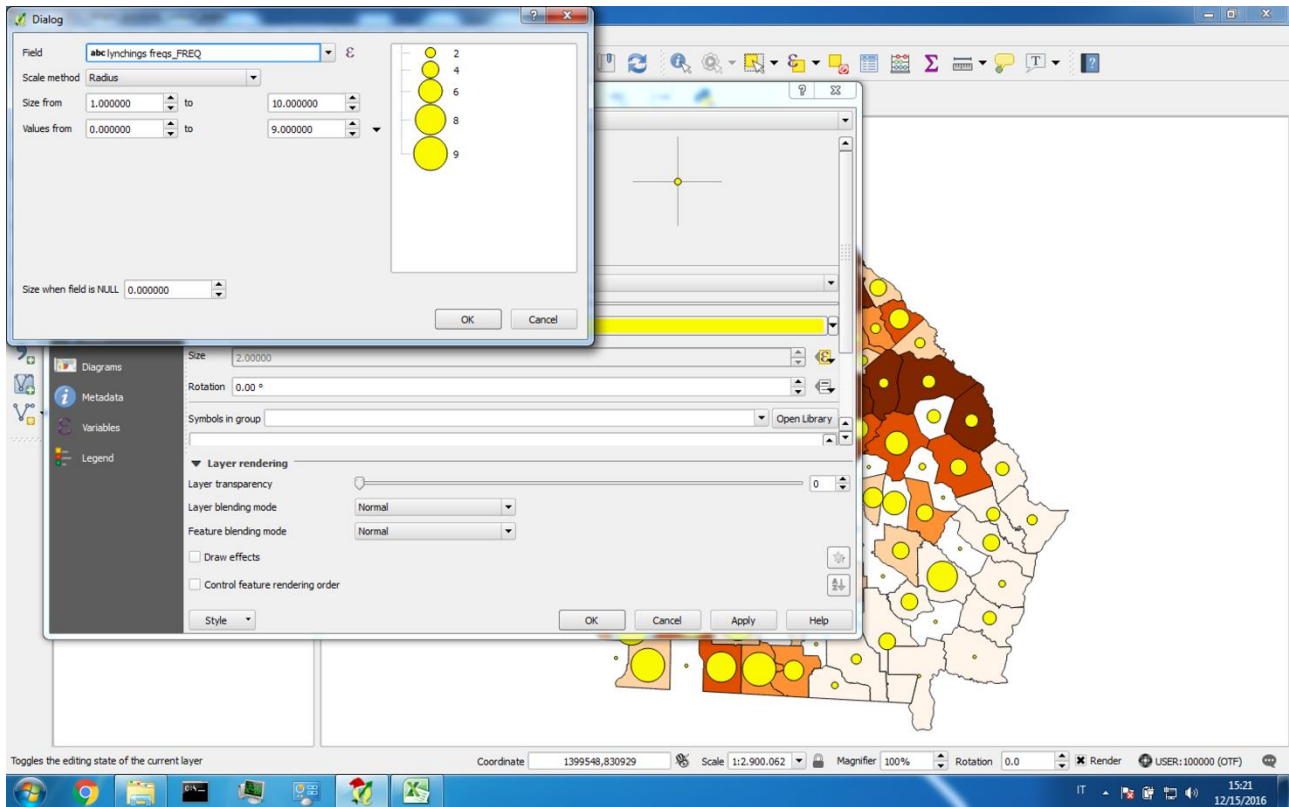 Dialog
Field abc lynchings freqs_FREQ ε
Scale method Radius
Size from 1.000000 to 10.000000
Values from 0.000000 to 9.000000
2
4
6
8
9
Size when field is NULL 0.000000
OK Cancel
Diagrams
Metadata
Variables
Legend
Size 2.00000
Rotation 0.00 °
Symbols in group Open Library
Layer rendering
Layer transparency 0
Layer blending mode Normal
Feature blending mode Normal
Draw effects
Control feature rendering order
Style OK Cancel Apply Help
Toggles the editing state of the current layer Coordinate 1399548,830929 Scale 1:2.900.062 Magnifier 100% Rotation 0.0 Render USER:100000 (OTF)
IT 15:21
12/15/2016